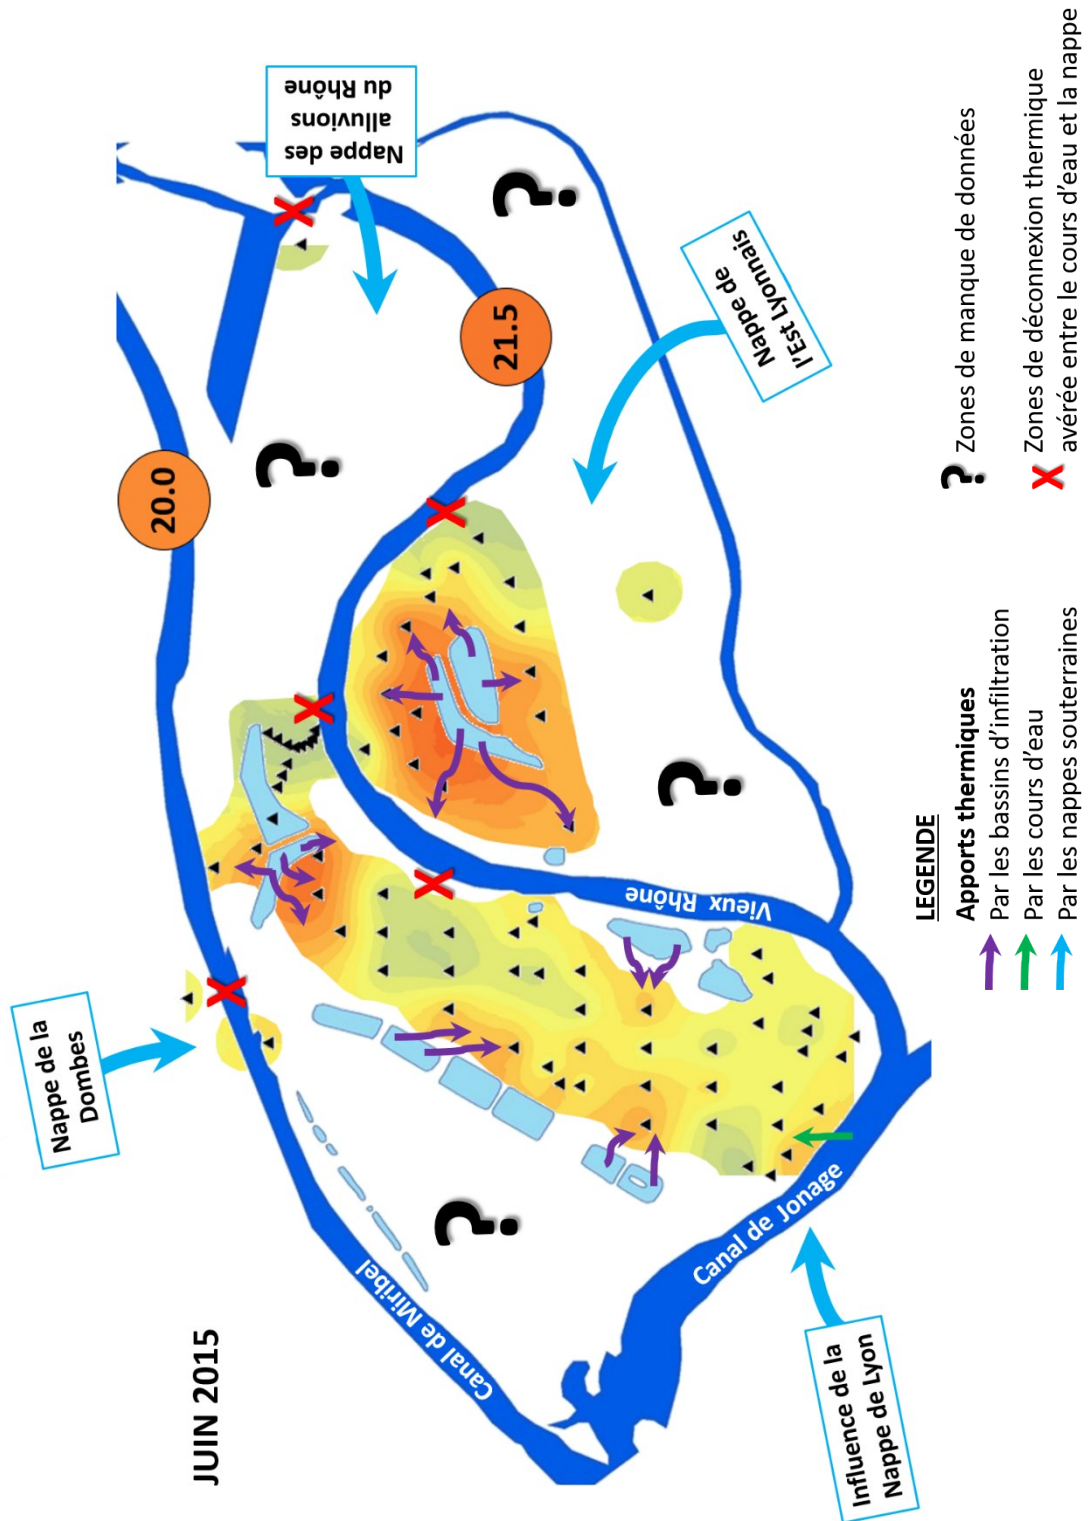 JUIN 2015
Nappe de la
Dombes
Nappe des
alluvions
du Rhône
20.0
21.5
Nappe de
l'Est Lyonnais
Influence de la
Nappe de Lyon
Canal de Miribel
Canal de Jonage
Vieux Rhône
?
?
?
?
X
X
X
X
X
LEGENDE
Apports thermiques
Par les bassins d'infiltration
Par les cours d'eau
Par les nappes souterraines
? Zones de manque de données
X Zones de déconnexion thermique
avérée entre le cours d'eau et la nappe